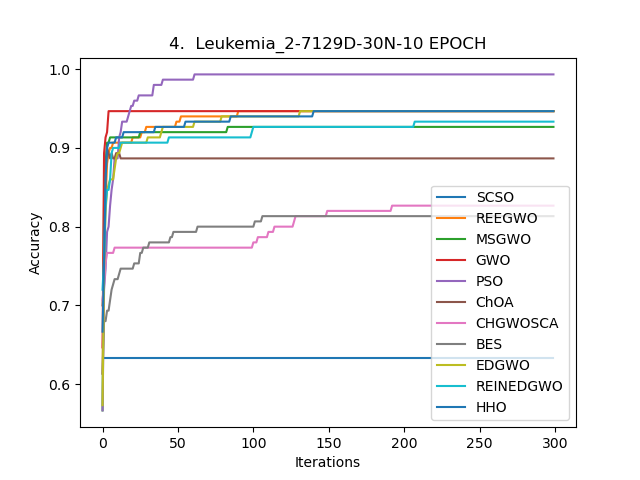 4.  Leukemia_2-7129D-30N-10 EPOCH
Accuracy
1.0
0.9
0.8
0.7
0.6
SCSO
REEGWO
MSGWO
GWO
PSO
ChOA
CHGWOSCA
BES
EDGWO
REINEDGWO
HHO
0
50
100
150
200
250
300
Iterations